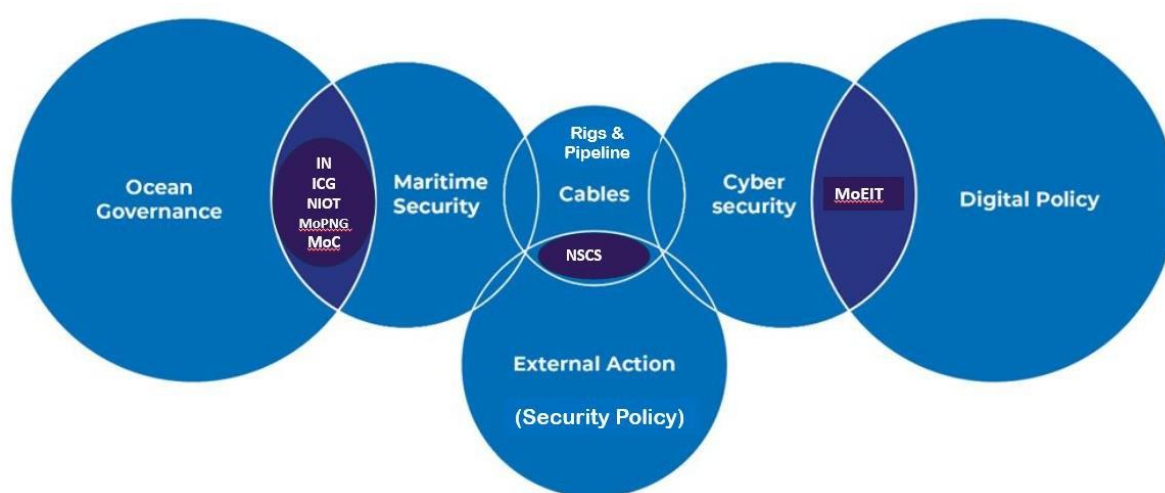 Ocean
Governance
IN
ICG
NIOT
MoPNG
MoC
Maritime
Security
Rigs &
Pipeline
Cables
NSCS
Cyber
security
MoEIT
Digital Policy
External Action
(Security Policy)